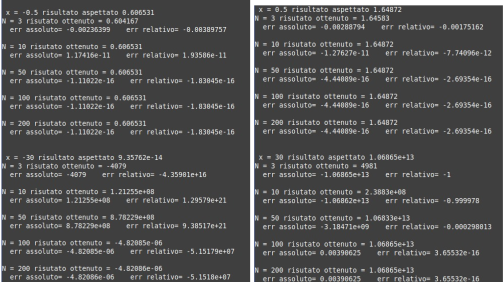 x = -0.5 risultato aspettato 0.606531
N = 3 risutato ottenuto = 0.604167
err assoluto= -0.00236399 err relativo= -0.00389757
N = 10 risutato ottenuto = 0.606531
err assoluto= 1.17416e-11 err relativo= 1.93586e-11
N = 50 risutato ottenuto = 0.606531
err assoluto= -1.11022e-16 err relativo= -1.83045e-16
N = 100 risutato ottenuto = 0.606531
err assoluto= -1.11022e-16 err relativo= -1.83045e-16
N = 200 risutato ottenuto = 0.606531
err assoluto= -1.11022e-16 err relativo= -1.83045e-16
x = -30 risultato aspettato 9.35762e-14
N = 3 risutato ottenuto = -4079
err assoluto= -4079 err relativo= -4.35901e+16
N = 10 risutato ottenuto = 1.21255e+08
err assoluto= 1.21255e+08 err relativo= 1.29579e+21
N = 50 risutato ottenuto = 8.78229e+08
err assoluto= 8.78229e+08 err relativo= 9.38517e+21
N = 100 risutato ottenuto = -4.82085e-06
err assoluto= -4.82085e-06 err relativo= -5.15179e+07
N = 200 risutato ottenuto = -4.82086e-06
err assoluto= -4.82086e-06 err relativo= -5.1518e+07
x = 0.5 risultato aspettato 1.64872
N = 3 risutato ottenuto = 1.64583
err assoluto= -0.00288794 err relativo= -0.00175162
N = 10 risutato ottenuto = 1.64872
err assoluto= -1.27627e-11 err relativo= -7.74096e-12
N = 50 risutato ottenuto = 1.64872
err assoluto= -4.44089e-16 err relativo= -2.69354e-16
N = 100 risutato ottenuto = 1.64872
err assoluto= -4.44089e-16 err relativo= -2.69354e-16
N = 200 risutato ottenuto = 1.64872
err assoluto= -4.44089e-16 err relativo= -2.69354e-16
x = 30 risultato aspettato 1.06865e+13
N = 3 risutato ottenuto = 4981
err assoluto= -1.06865e+13 err relativo= -1
N = 10 risutato ottenuto = 2.3883e+08
err assoluto= -1.06862e+13 err relativo= -0.999978
N = 50 risutato ottenuto = 1.06833e+13
err assoluto= -3.18471e+09 err relativo= -0.000298013
N = 100 risutato ottenuto = 1.06865e+13
err assoluto= 0.00390625 err relativo= 3.65532e-16
N = 200 risutato ottenuto = 1.06865e+13
err assoluto= 0.00390625 err relativo= 3.65532e-16